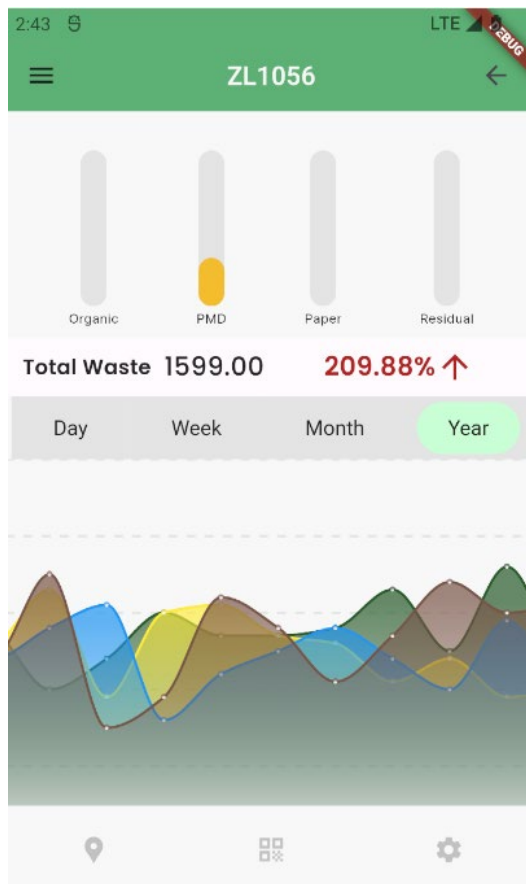 2:43 LTE DEBUG
ZL1056
Organic PMD Paper Residual
Total Waste 1599.00 209.88%
Day Week Month Year